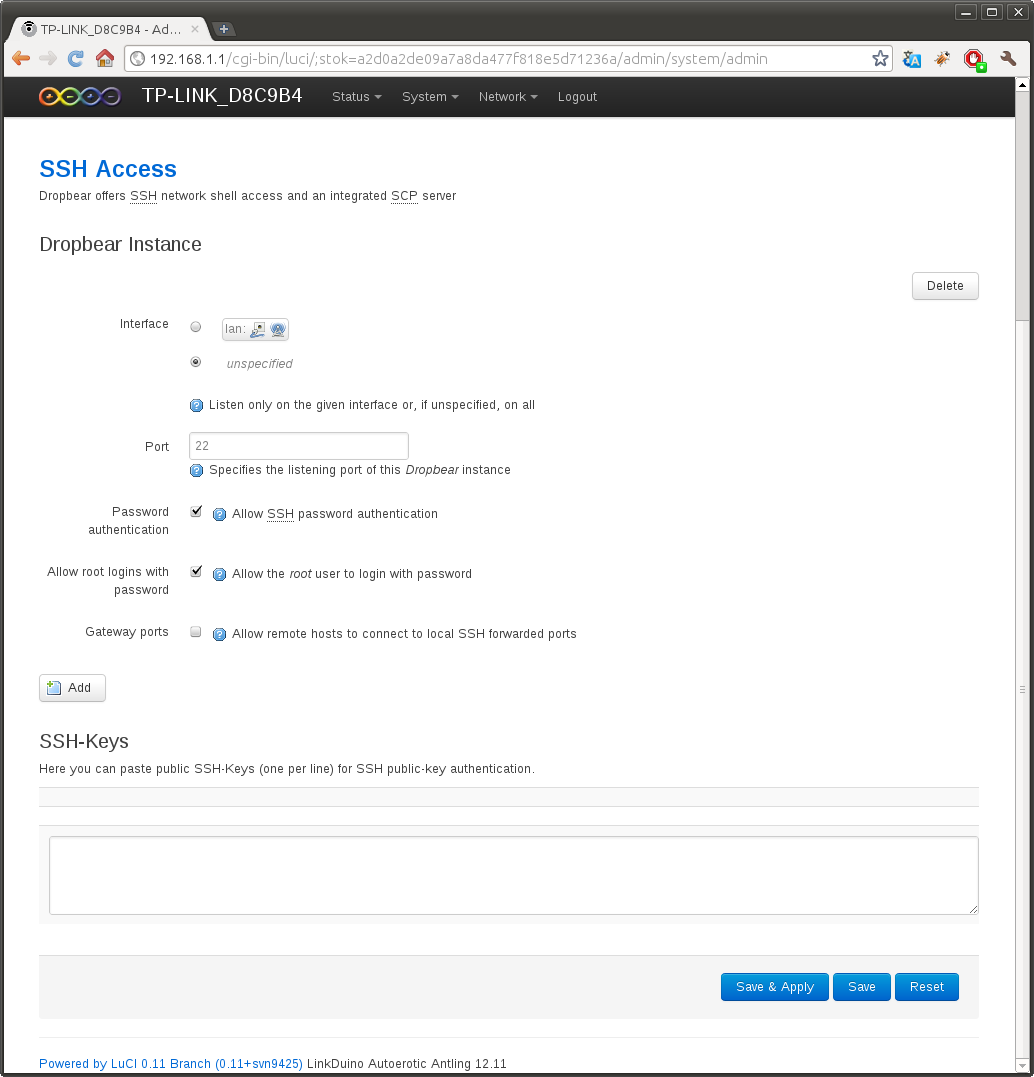 TP-LINK_D8C9B4 - Ad...
192.168.1.1/cgi-bin/luci/;stok=a2d0a2de09a7a8da477f818e5d71236a/admin/system/admin
TP-LINK_D8C9B4 Status System Network Logout
SSH Access
Dropbear offers SSH network shell access and an integrated SCP server
Dropbear Instance
Delete
Interface
lan:
unspecified
Listen only on the given interface or, if unspecified, on all
Port 22
Specifies the listening port of this Dropbear instance
Password authentication
Allow SSH password authentication
Allow root logins with password
Allow the root user to login with password
Gateway ports
Allow remote hosts to connect to local SSH forwarded ports
Add
SSH-Keys
Here you can paste public SSH-Keys (one per line) for SSH public-key authentication.
Save & Apply Save Reset
Powered by LuCI 0.11 Branch (0.11+svn9425) LinkDuino Autoerotic Antling 12.11